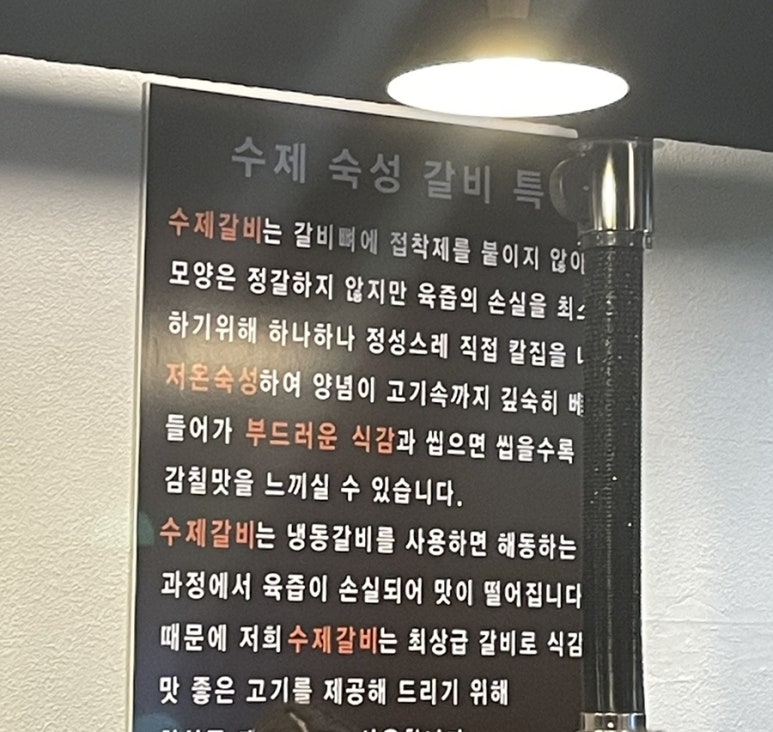 수제 숙성 갈비 특
수제갈비는 갈비뼈에 접착제를 붙이지 않아
모양은 정갈하지 않지만 육즙의 손실을 최소
하기위해 하나하나 정성스레 직접 칼집을
저온숙성하여 양념이 고기속까지 깊숙히 베
들어가 부드러운 식감과 씹으면 씹을수록
감칠맛을 느끼실 수 있습니다.
수제갈비는 냉동갈비를 사용하면 해동하는
과정에서 육즙이 손실되어 맛이 떨어집니다
때문에 저희 수제갈비는 최상급 갈비로 식감
맛 좋은 고기를 제공해 드리기 위해